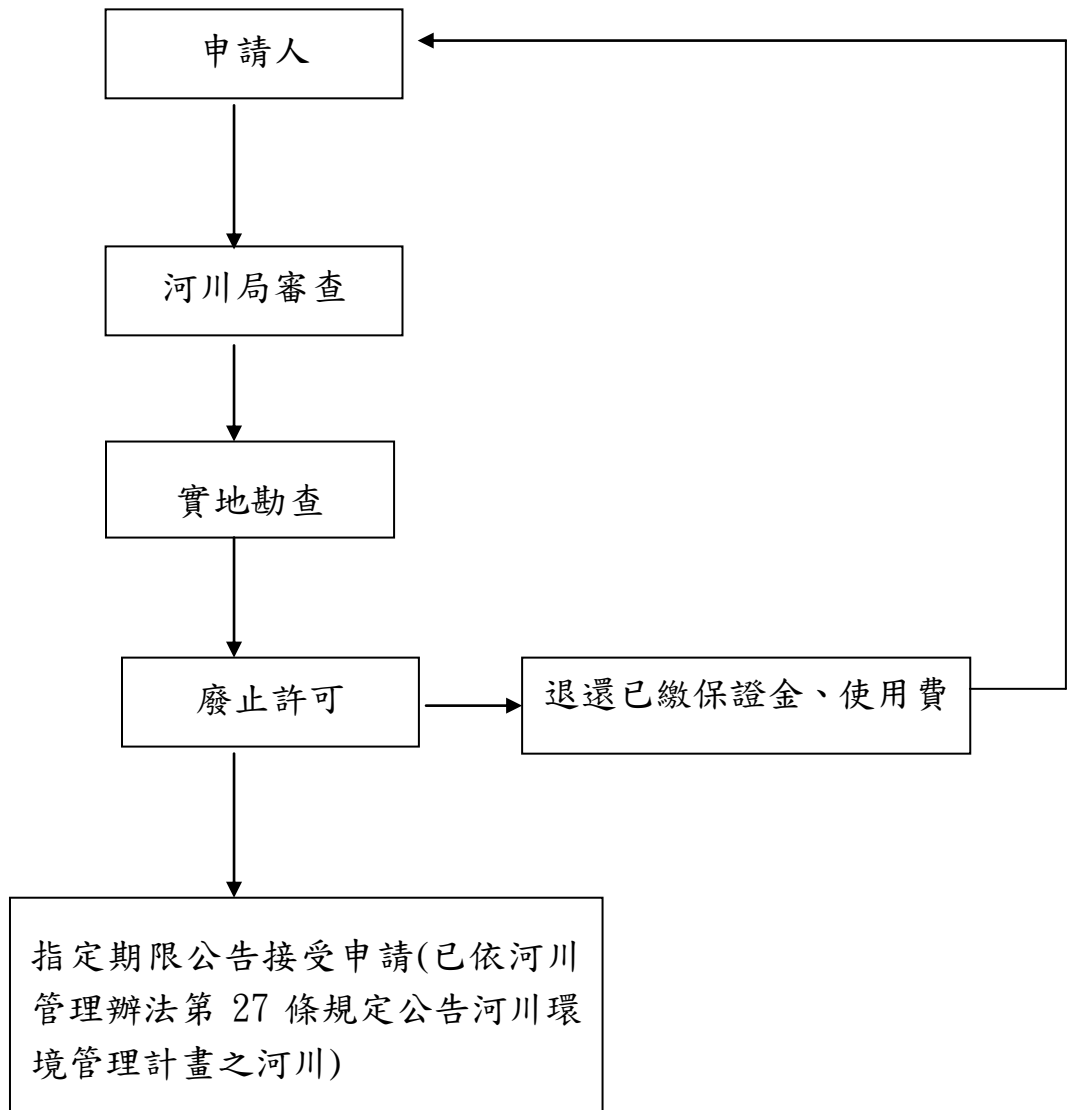 申請人
河川局審查
實地勘查
廢止許可
退還已繳保證金、使用費
指定期限公告接受申請(已依河川
管理辦法第 27 條規定公告河川環
境管理計畫之河川)